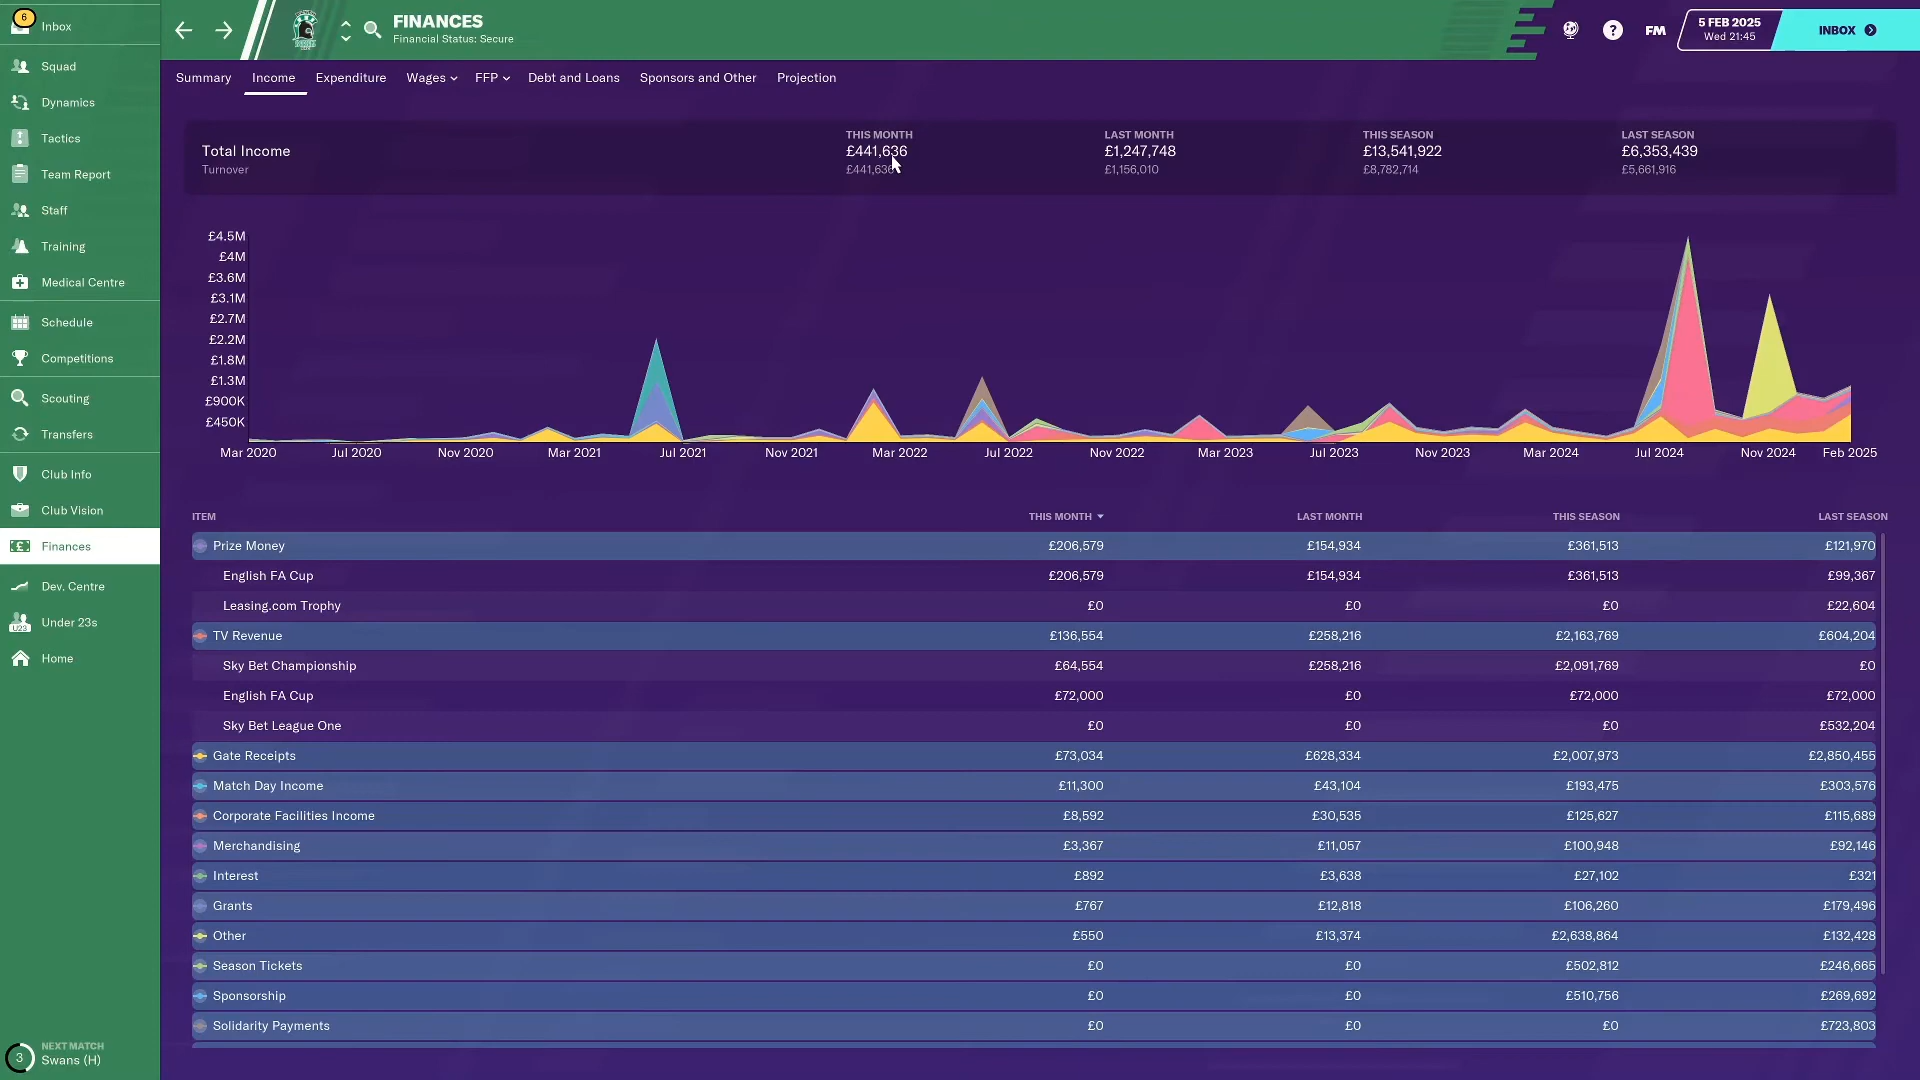 6
Inbox
Squad
Dynamics
Tactics
Team Report
Staff
Training
Medical Centre
Schedule
Competitions
Scouting
Transfers
Club Info
Club Vision
Finances
Dev. Centre
U23
Under 23s
Home
3
NEXT MATCH
Swans (H)
FINANCES
Financial Status: Secure
?
FM
5 FEB 2025
Wed 21:45
INBOX
Summary Income Expenditure Wages FFP Debt and Loans Sponsors and Other Projection
THIS MONTH LAST MONTH THIS SEASON LAST SEASON
Total Income £441,636 £1,247,748 £13,541,922 £6,353,439
Turnover £441,636 £1,156,010 £8,782,714 £5,661,916
£4.5M
£4M
£3.6M
£3.1M
£2.7M
£2.2M
£1.8M
£1.3M
£900K
£450K
Mar 2020 Jul 2020 Nov 2020 Mar 2021 Jul 2021 Nov 2021 Mar 2022 Jul 2022 Nov 2022 Mar 2023 Jul 2023 Nov 2023 Mar 2024 Jul 2024 Nov 2024 Feb 2025
ITEM THIS MONTH LAST MONTH THIS SEASON LAST SEASON
Prize Money £206,579 £154,934 £361,513 £121,970
English FA Cup £206,579 £154,934 £361,513 £99,367
Leasing.com Trophy £0 £0 £0 £22,604
TV Revenue £136,554 £258,216 £2,163,769 £604,204
Sky Bet Championship £64,554 £258,216 £2,091,769 £0
English FA Cup £72,000 £0 £72,000 £72,000
Sky Bet League One £0 £0 £0 £532,204
Gate Receipts £73,034 £628,334 £2,007,973 £2,850,455
Match Day Income £11,300 £43,104 £193,475 £303,576
Corporate Facilities Income £8,592 £30,535 £125,627 £115,689
Merchandising £3,367 £11,057 £100,948 £92,146
Interest £892 £3,638 £27,102 £321
Grants £767 £12,818 £106,260 £179,496
Other £550 £13,374 £2,638,864 £132,428
Season Tickets £0 £0 £502,812 £246,665
Sponsorship £0 £0 £510,756 £269,692
Solidarity Payments £0 £0 £0 £723,803